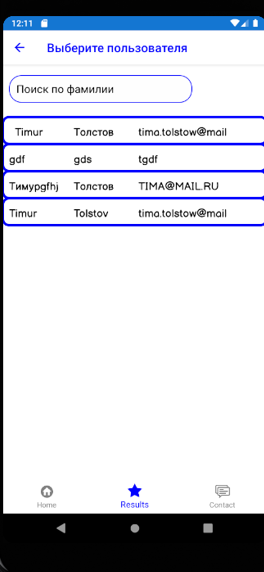 12:11
Выберите пользователя
Поиск по фамилии
Timur Толстов tima.tolstow@mail
gdf gds tgdf
Тимурgfhj Толстов TIMA@MAIL.RU
Timur Tolstov tima.tolstow@mail
Home Results Contact